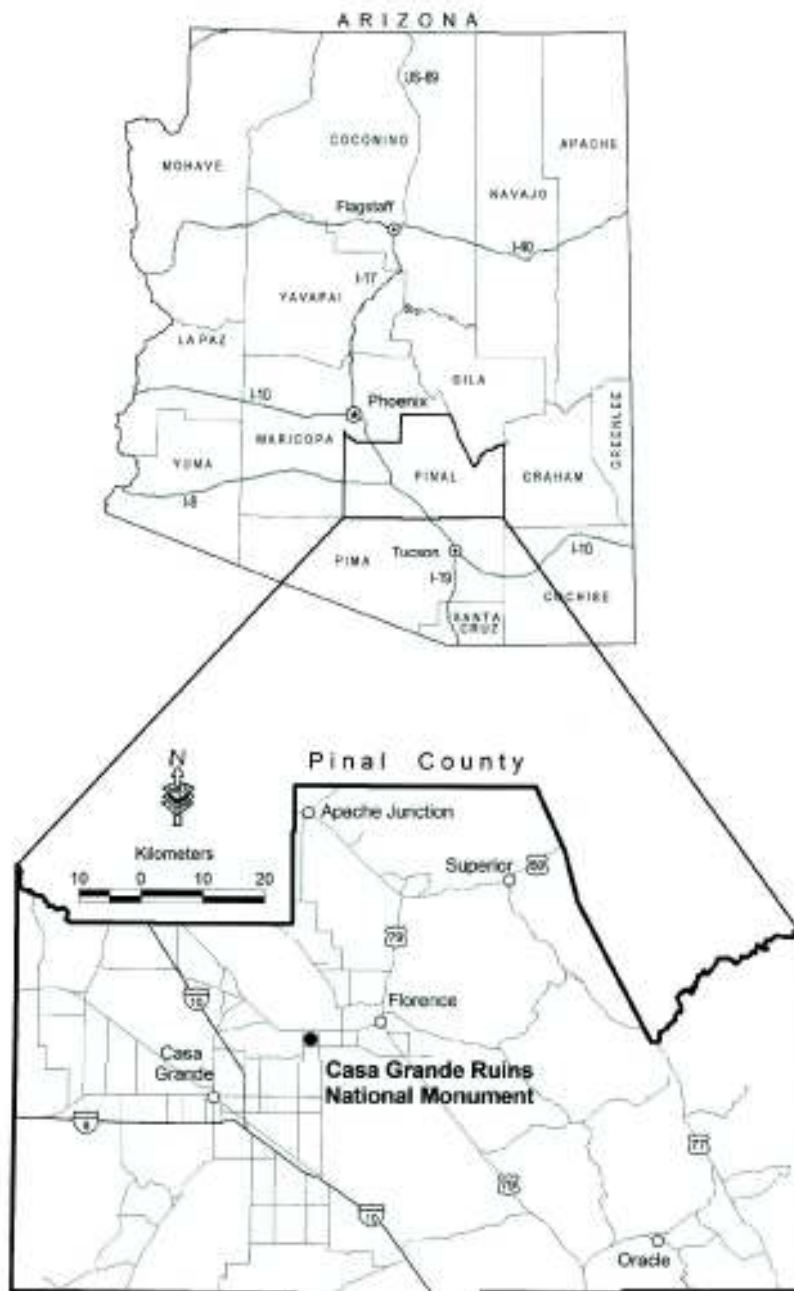 ARIZONA
US-89
COCONINO
APACHE
MOHAVE
NAVAJO
Flagstaff
I-40
I-17
YAVAPAI
LA PAZ
GILA
I-10
Phoenix
GREENLEE
MARICOPA
YUMA
PINAL
GRAHAM
I-8
Tucson
I-10
PIMA
I-19
COCHISE
SANTA
CRUZ
Pinal County
N
Apache Junction
Kilometers
Superior
10 0 10 20
79
10
Florence
Casa
Grande
Casa Grande Ruins
National Monument
8
77
10
Oracle